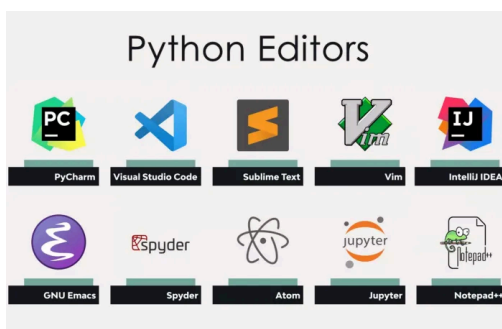 Python Editors
PC
Vim
IJ
PyCharm
Visual Studio Code
Sublime Text
Vim
IntelliJ IDEA
spyder
jupyter
Notepad++
GNU Emacs
Spyder
Atom
Jupyter
Notepad++